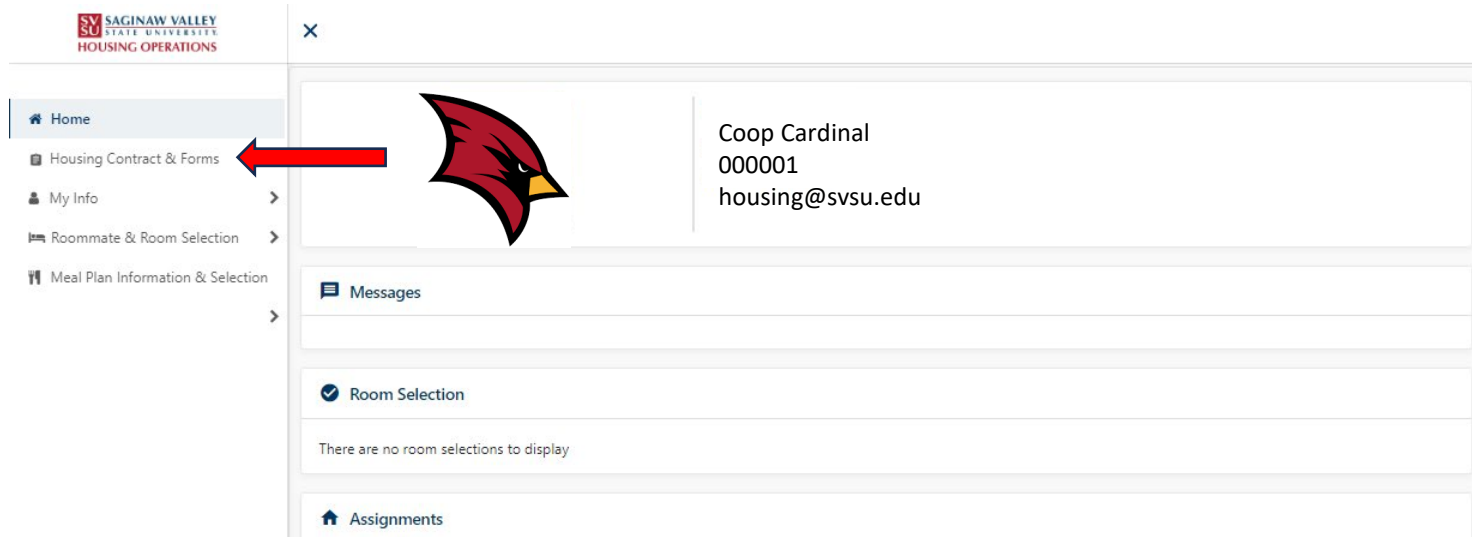 SV SAGINAW VALLEY
SU STATE UNIVERSITY.
HOUSING OPERATIONS
Home
Housing Contract & Forms
My Info
Roommate & Room Selection
Meal Plan Information & Selection
Coop Cardinal
000001
housing@svsu.edu
Messages
Room Selection
There are no room selections to display
Assignments